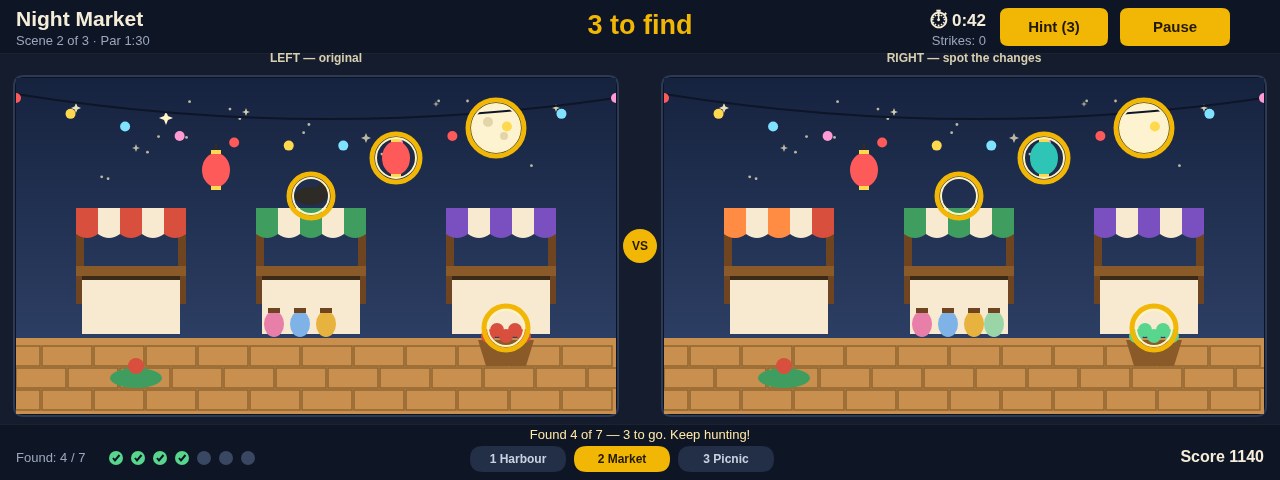 Night Market
Scene 2 of 3 · Par 1:30
3 to find
⏱ 0:42
Strikes: 0
Hint (3)
Pause
LEFT — original
RIGHT — spot the changes
VS
Found 4 of 7 — 3 to go. Keep hunting!
Found: 4 / 7
1 Harbour
2 Market
3 Picnic
Score 1140